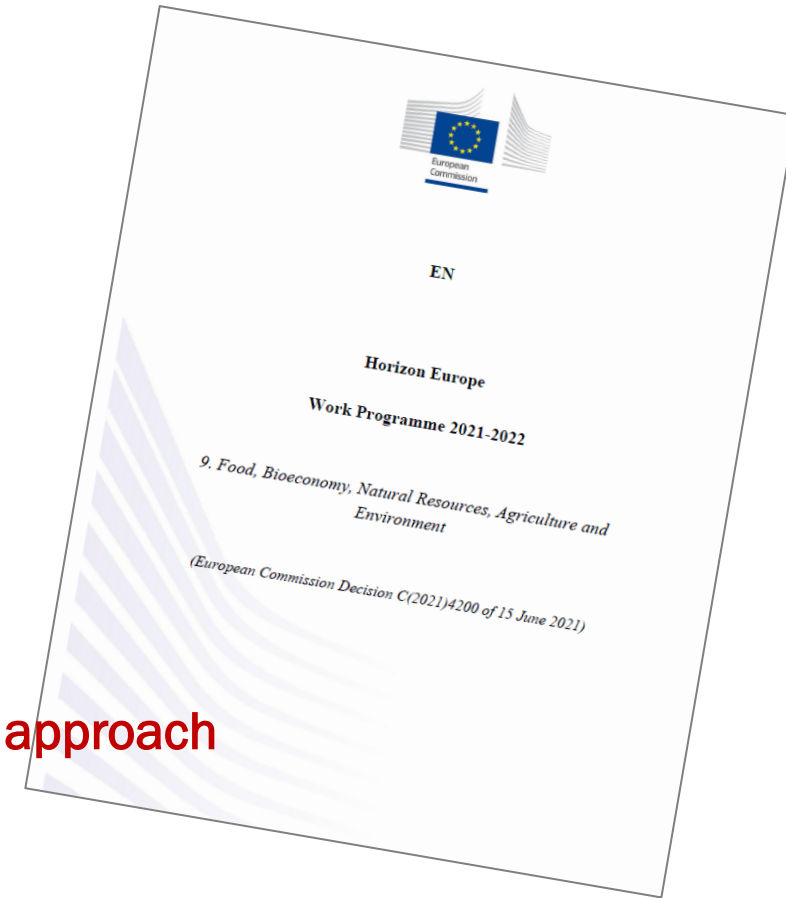 European
Commission
EN
Horizon Europe
Work Programme 2021-2022
9. Food, Bioeconomy, Natural Resources, Agriculture and
Environment
(European Commission Decision C(2021)4200 of 15 June 2021)
approach